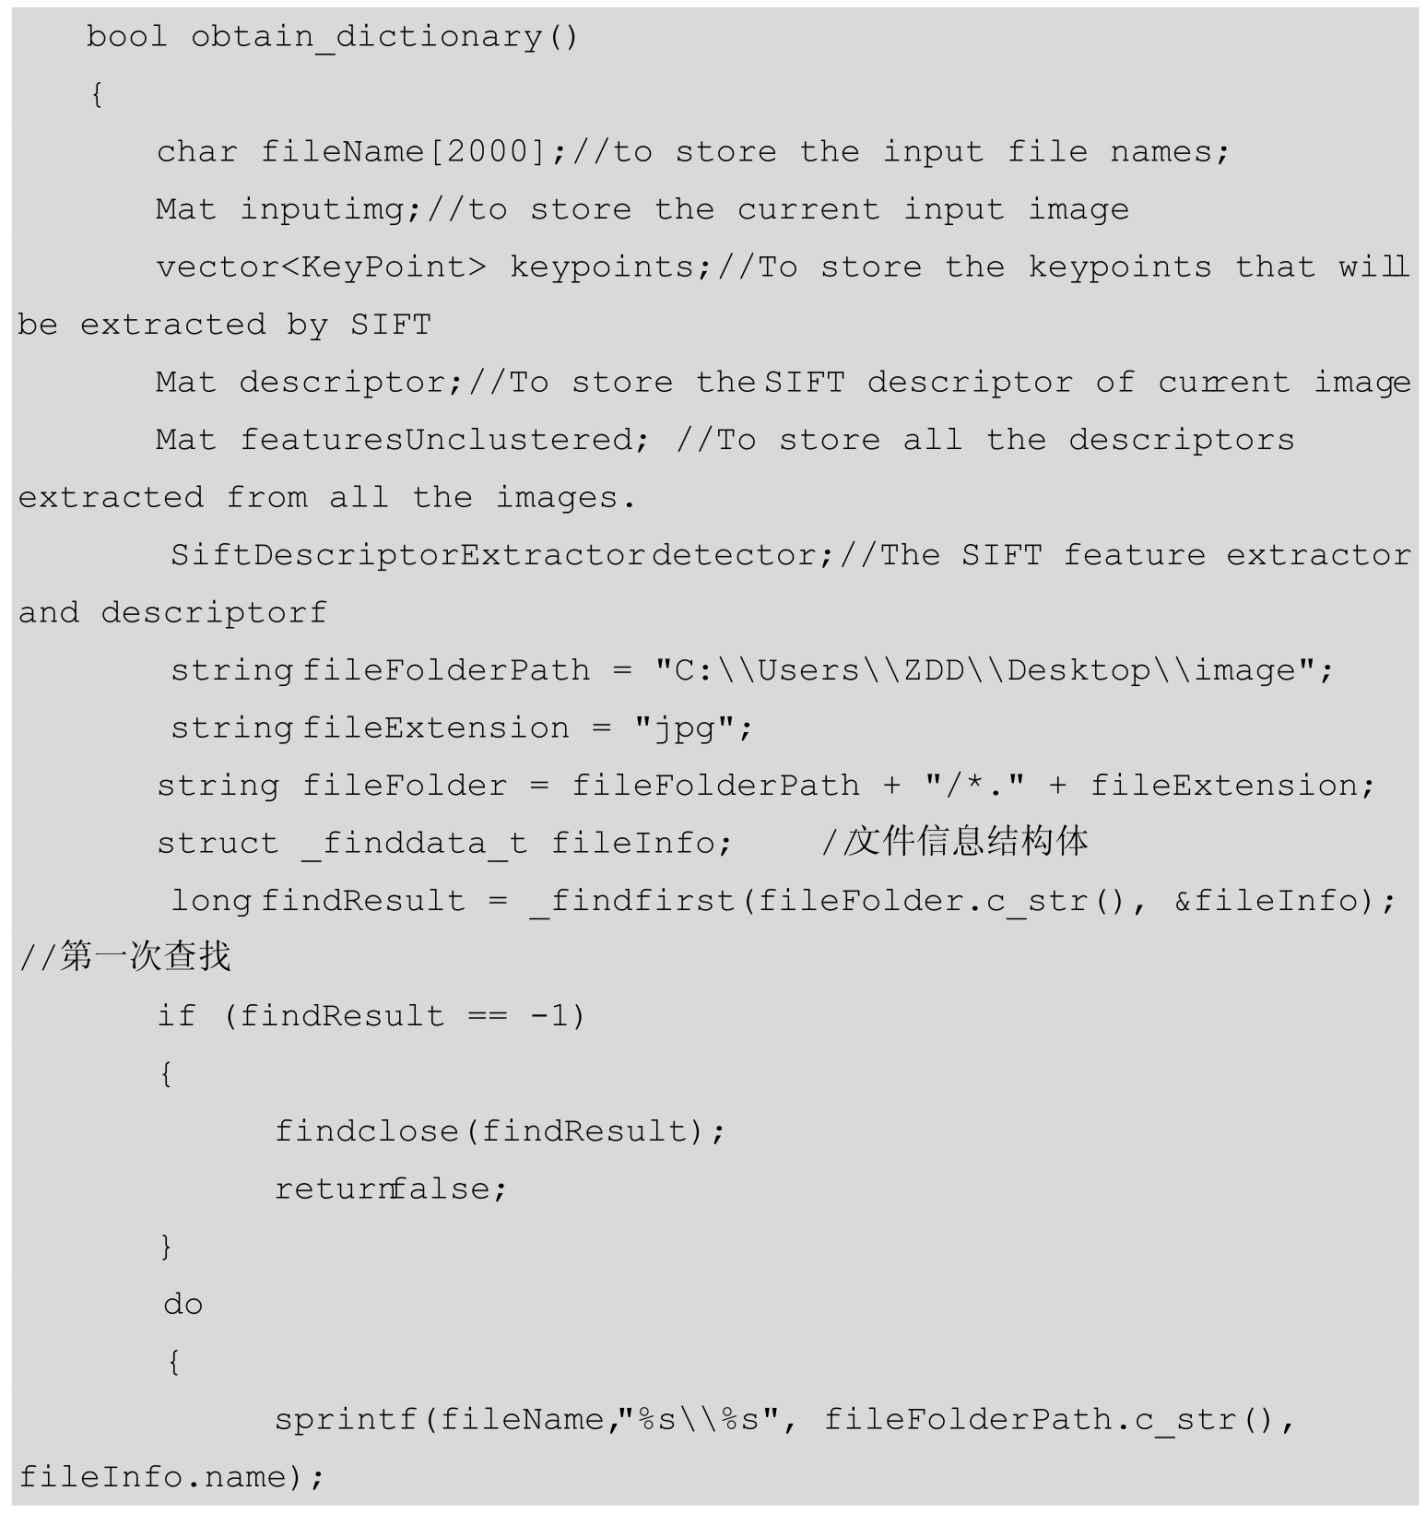 bool obtain_dictionary()
{
char fileName[2000];//to store the input file names;
Mat inputimg;//to store the current input image
vector<KeyPoint> keypoints;//To store the keypoints that will
be extracted by SIFT
Mat descriptor;//To store the SIFT descriptor of current image
Mat featuresUnclustered; //To store all the descriptors
extracted from all the images.
SiftDescriptorExtractor detector;//The SIFT feature extractor
and descriptorf
string fileFolderPath = "C:\\Users\\ZDD\\Desktop\\image";
string fileExtension = "jpg";
string fileFolder = fileFolderPath + "/*." + fileExtension;
struct _finddata_t fileInfo; //文件信息结构体
long findResult = _findfirst(fileFolder.c_str(), &fileInfo);
//第一次查找
if (findResult == -1)
{
findclose(findResult);
return false;
}
do
{
sprintf(fileName,"%s\\%s", fileFolderPath.c_str(),
fileInfo.name);